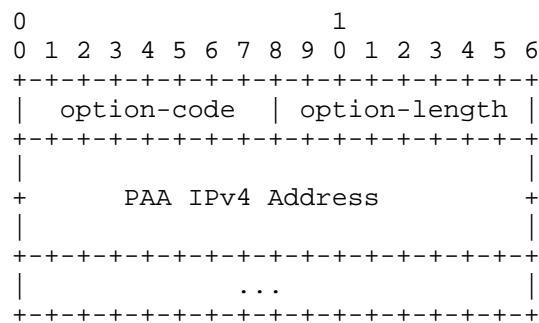 0                   1
0 1 2 3 4 5 6 7 8 9 0 1 2 3 4 5 6
+-+-+-+-+-+-+-+-+-+-+-+-+-+-+-+-+
|  option-code  | option-length |
+-+-+-+-+-+-+-+-+-+-+-+-+-+-+-+-+
|                               |
+      PAA IPv4 Address         +
|                               |
+-+-+-+-+-+-+-+-+-+-+-+-+-+-+-+-+
|             ...               |
+-+-+-+-+-+-+-+-+-+-+-+-+-+-+-+-+